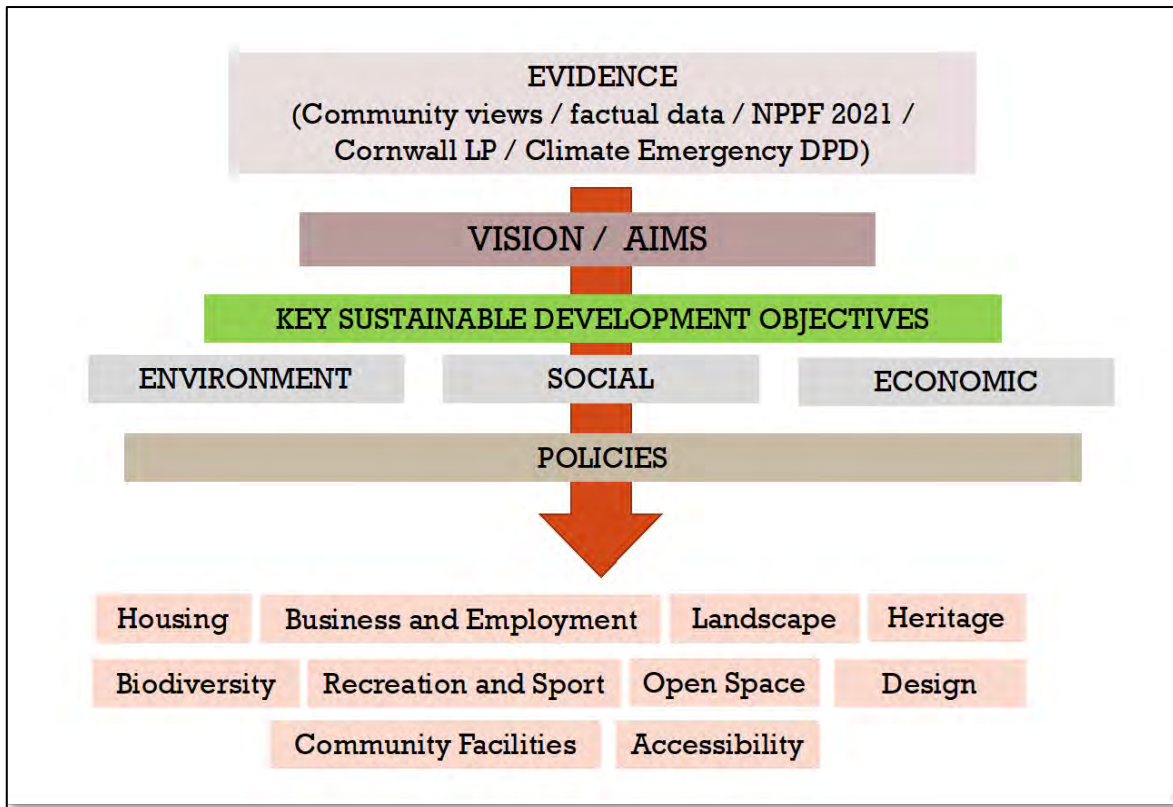 EVIDENCE
(Community views / factual data / NPPF 2021 /
Cornwall LP / Climate Emergency DPD)
VISION / AIMS
KEY SUSTAINABLE DEVELOPMENT OBJECTIVES
ENVIRONMENT
SOCIAL
ECONOMIC
POLICIES
Housing
Business and Employment
Landscape
Heritage
Biodiversity
Recreation and Sport
Open Space
Design
Community Facilities
Accessibility